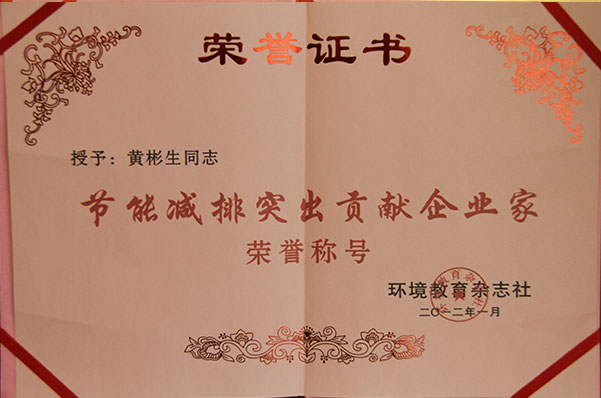 荣誉证书
授予：黄彬生同志
节能减排突出贡献企业家
荣誉称号
环境教育杂志社
二〇一二年一月